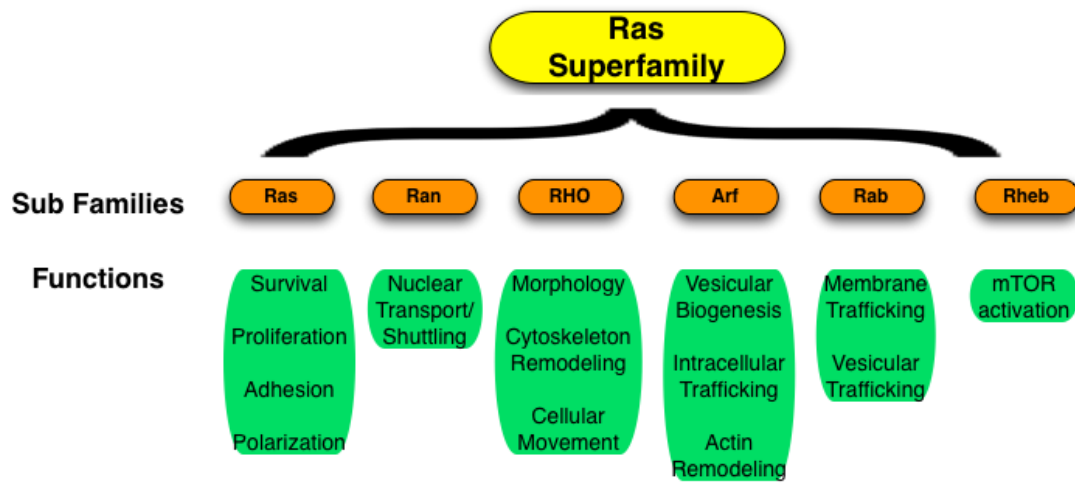 Ras
Superfamily
Sub Families
Ras
Ran
RHO
Arf
Rab
Rheb
Functions
Survival
Proliferation
Adhesion
Polarization
Nuclear
Transport/
Shuttling
Morphology
Cytoskeleton
Remodeling
Cellular
Movement
Vesicular
Biogenesis
Intracellular
Trafficking
Actin
Remodeling
Membrane
Trafficking
Vesicular
Trafficking
mTOR
activation